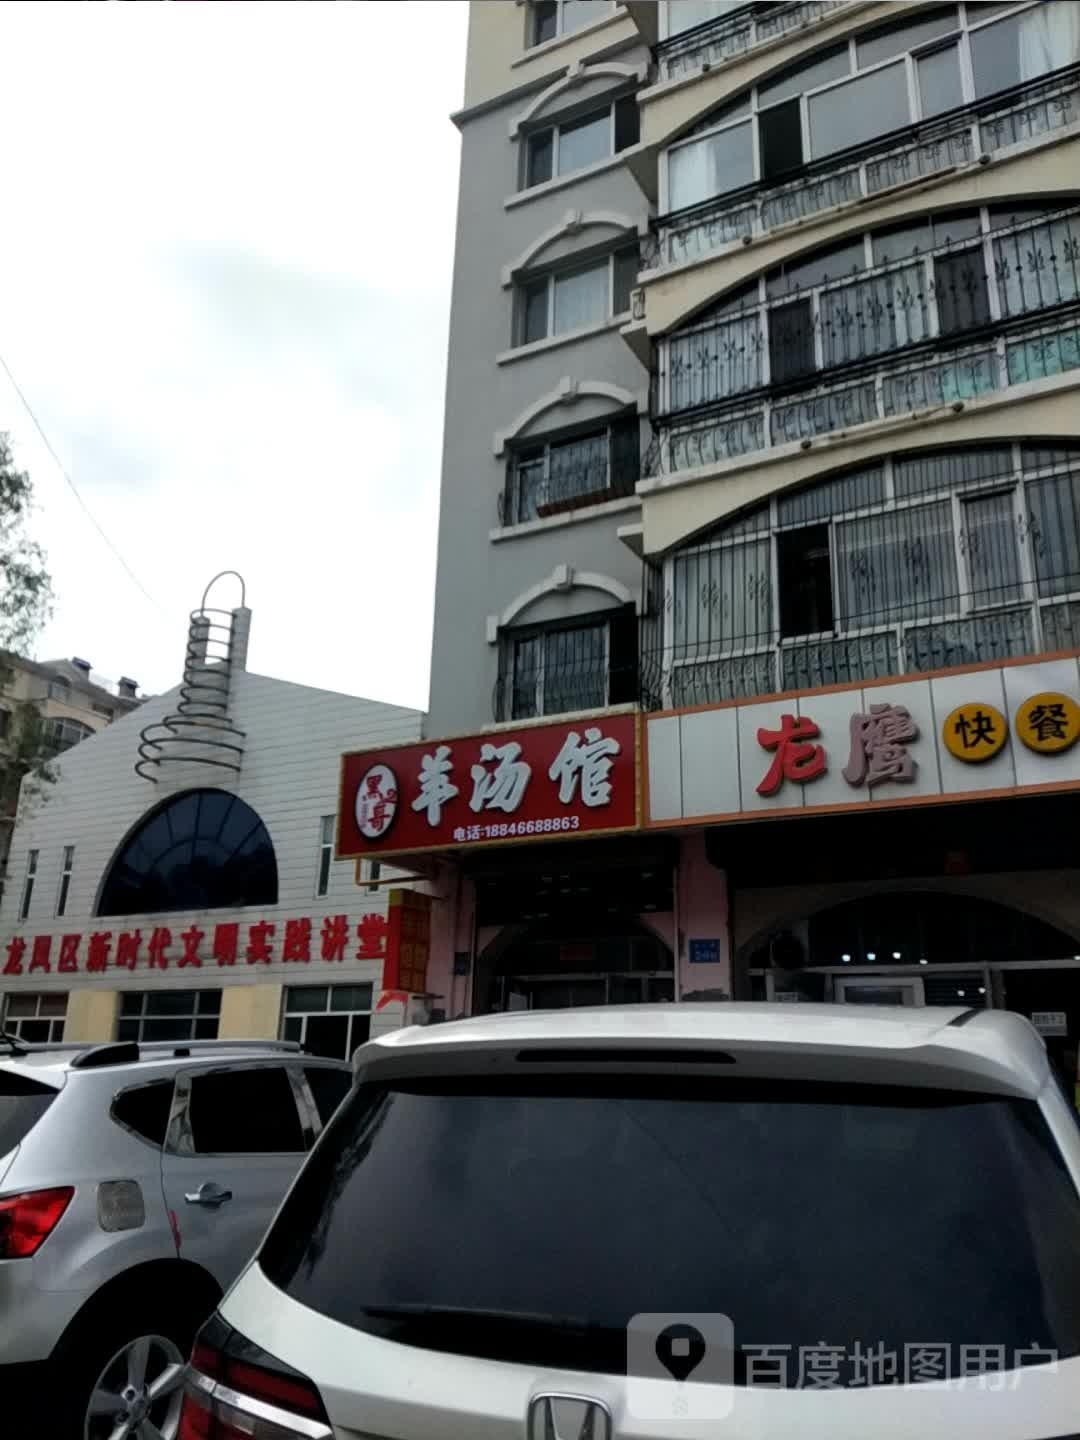 黑哥
羊汤馆
电话:18846688863
龙鹰 快餐
龙凤区新时代文明实践讲堂
百度地图用户